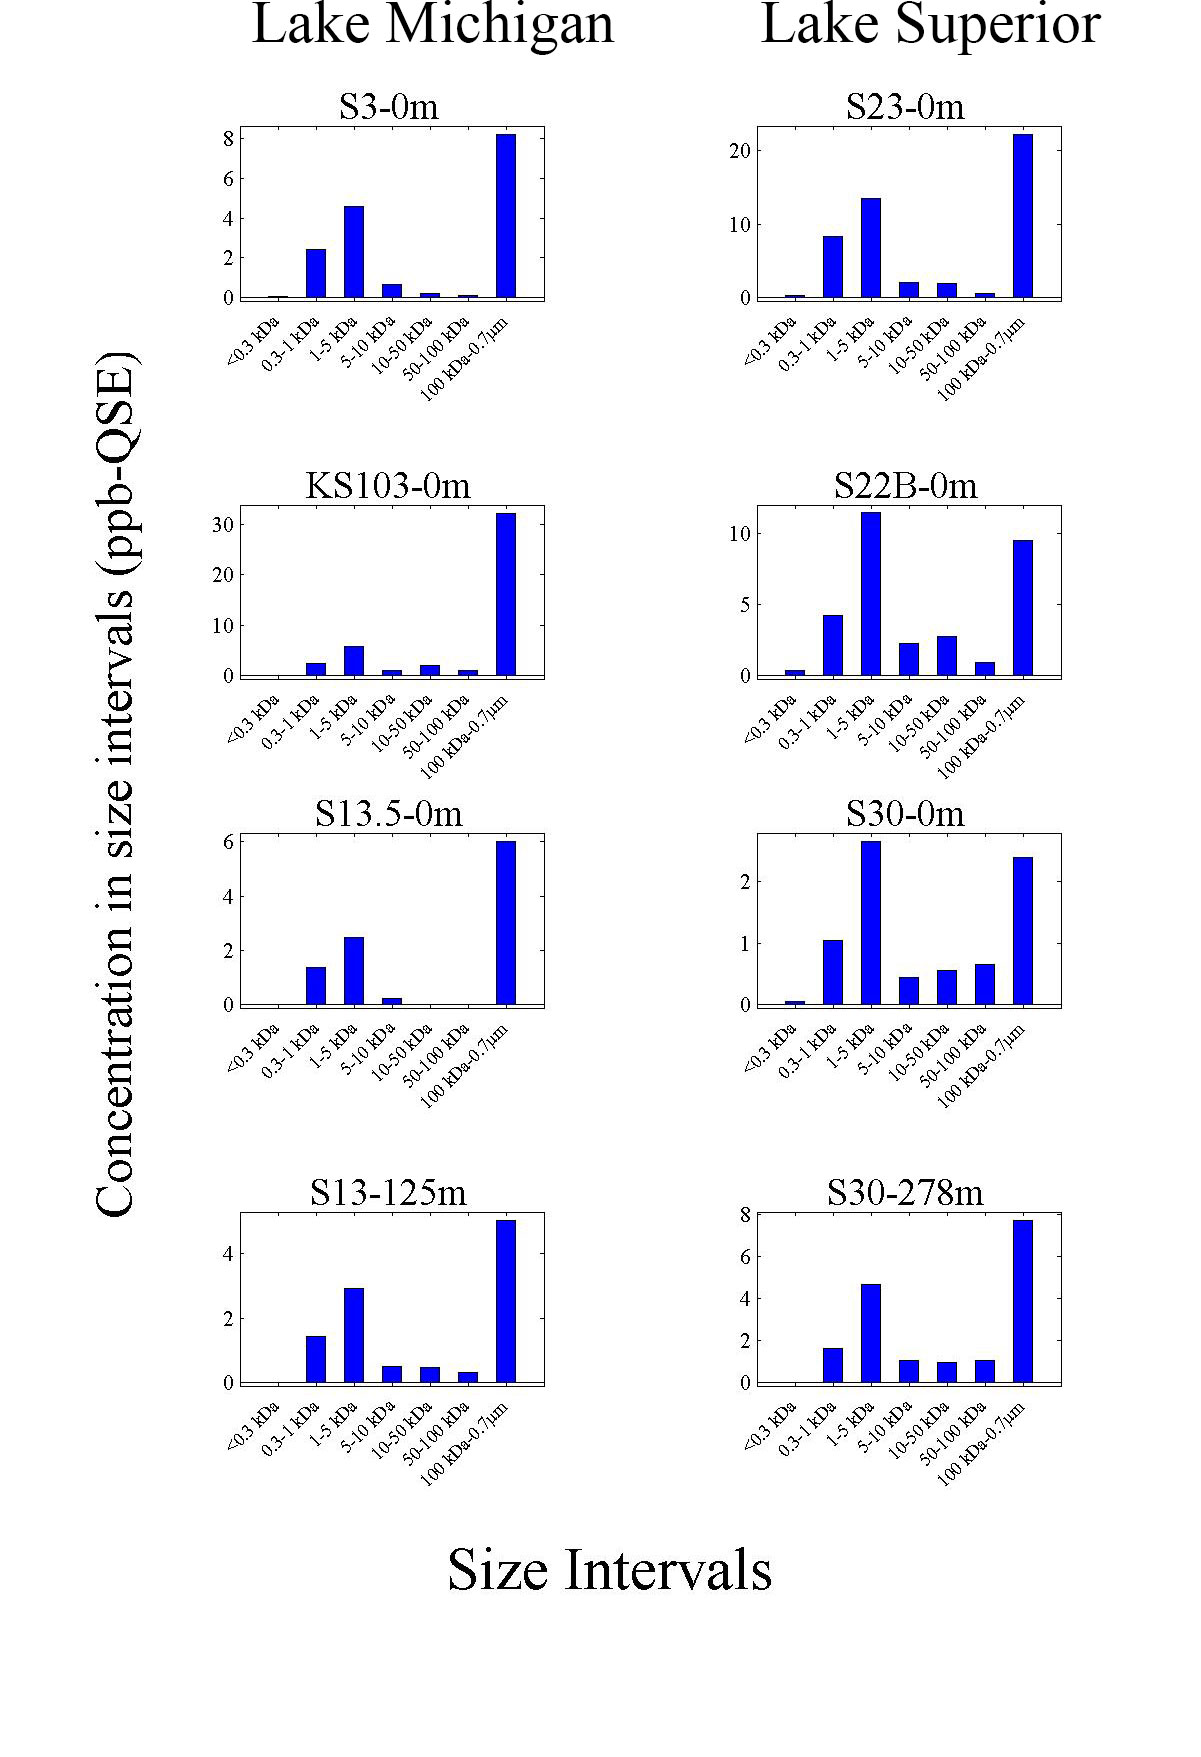 Lake Michigan
Lake Superior
Concentration in size intervals (ppb-QSE)
S3-0m
8
6
4
2
0
<0.3 kDa
0.3-1 kDa
1-5 kDa
5-10 kDa
10-50 kDa
50-100 kDa
100 kDa-0.7µm
S23-0m
20
10
0
<0.3 kDa
0.3-1 kDa
1-5 kDa
5-10 kDa
10-50 kDa
50-100 kDa
100 kDa-0.7µm
KS103-0m
30
20
10
0
<0.3 kDa
0.3-1 kDa
1-5 kDa
5-10 kDa
10-50 kDa
50-100 kDa
100 kDa-0.7µm
S22B-0m
10
5
0
<0.3 kDa
0.3-1 kDa
1-5 kDa
5-10 kDa
10-50 kDa
50-100 kDa
100 kDa-0.7µm
S13.5-0m
6
4
2
0
<0.3 kDa
0.3-1 kDa
1-5 kDa
5-10 kDa
10-50 kDa
50-100 kDa
100 kDa-0.7µm
S30-0m
2
1
0
<0.3 kDa
0.3-1 kDa
1-5 kDa
5-10 kDa
10-50 kDa
50-100 kDa
100 kDa-0.7µm
S13-125m
4
2
0
<0.3 kDa
0.3-1 kDa
1-5 kDa
5-10 kDa
10-50 kDa
50-100 kDa
100 kDa-0.7µm
S30-278m
8
6
4
2
0
<0.3 kDa
0.3-1 kDa
1-5 kDa
5-10 kDa
10-50 kDa
50-100 kDa
100 kDa-0.7µm
Size Intervals